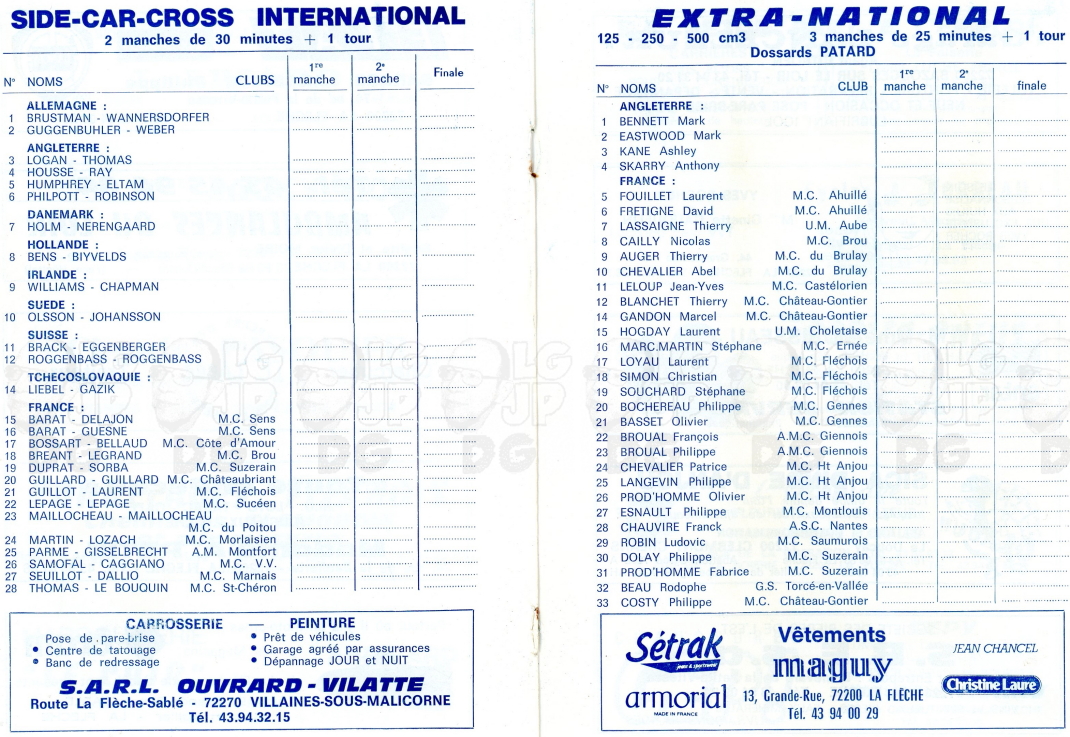 SIDE-CAR-CROSS INTERNATIONAL
2 manches de 30 minutes + 1 tour
N° NOMS CLUBS 1re manche 2e manche Finale
ALLEMAGNE :
1 BRUSTMAN - WANNERSDORFER
2 GUGGENBUHLER - WEBER
ANGLETERRE :
3 LOGAN - THOMAS
4 HOUSSE - RAY
5 HUMPHREY - ELTAM
6 PHILPOTT - ROBINSON
DANEMARK :
7 HOLM - NERENGAARD
HOLLANDE :
8 BENS - BIYVELDS
IRLANDE :
9 WILLIAMS - CHAPMAN
SUEDE :
10 OLSSON - JOHANSSON
SUISSE :
11 BRACK - EGGENBERGER
12 ROGGENBASS - ROGGENBASS
TCHECOSLOVAQUIE :
14 LIEBEL - GAZIK
FRANCE :
15 BARAT - DELAJON M.C. Sens
16 BARAT - GUESNE M.C. Sens
17 BOSSART - BELLAUD M.C. Côte d'Amour
18 BREANT - LEGRAND M.C. Brou
19 DUPRAT - SORBA M.C. Suzerain
20 GUILLARD - GUILLARD M.C. Châteaubriant
21 GUILLOT - LAURENT M.C. Fléchois
22 LEPAGE - LEPAGE M.C. Sucéen
23 MAILLOCHEAU - MAILLOCHEAU
M.C. du Poitou
24 MARTIN - LOZACH M.C. Morlaisien
25 PARME - GISSELBRECHT A.M. Montfort
26 SAMOFAL - CAGGIANO M.C. V.V.
27 SEUILLOT - DALLIO M.C. Marnais
28 THOMAS - LE BOUQUIN M.C. St-Chéron
CARROSSERIE — PEINTURE
Pose de pare-brise
• Centre de tatouage
• Banc de redressage
• Prêt de véhicules
• Garage agréé par assurances
• Dépannage JOUR et NUIT
S.A.R.L. OUVRARD - VILATTE
Route La Flèche-Sablé - 72270 VILLAINES-SOUS-MALICORNE
Tél. 43.94.32.15
EXTRA-NATIONAL
125 - 250 - 500 cm3 3 manches de 25 minutes + 1 tour
Dossards PATARD
N° NOMS CLUB 1re manche 2e manche finale
ANGLETERRE :
1 BENNETT Mark
2 EASTWOOD Mark
3 KANE Ashley
4 SKARRY Anthony
FRANCE :
5 FOUILLET Laurent M.C. Ahuillé
6 FRETIGNE David M.C. Ahuillé
7 LASSAIGNE Thierry U.M. Aube
8 CAILLY Nicolas M.C. Brou
9 AUGER Thierry M.C. du Brulay
10 CHEVALIER Abel M.C. du Brulay
11 LELOUP Jean-Yves M.C. Castélorien
12 BLANCHET Thierry M.C. Château-Gontier
14 GANDON Marcel M.C. Château-Gontier
15 HOGDAY Laurent U.M. Choletaise
16 MARC.MARTIN Stéphane M.C. Ernée
17 LOYAU Laurent M.C. Fléchois
18 SIMON Christian M.C. Fléchois
19 SOUCHARD Stéphane M.C. Fléchois
20 BOCHEREAU Philippe M.C. Gennes
21 BASSET Olivier M.C. Gennes
22 BROUAL François A.M.C. Giennois
23 BROUAL Philippe A.M.C. Giennois
24 CHEVALIER Patrice M.C. Ht Anjou
25 LANGEVIN Philippe M.C. Ht Anjou
26 PROD'HOMME Olivier M.C. Ht Anjou
27 ESNAULT Philippe M.C. Montlouis
28 CHAUVIRE Franck A.S.C. Nantes
29 ROBIN Ludovic M.C. Saumurois
30 DOLAY Philippe M.C. Suzerain
31 PROD'HOMME Fabrice M.C. Suzerain
32 BEAU Rodophe G.S. Torcé-en-Vallée
33 COSTY Philippe M.C. Château-Gontier
Sétrak
jeune & sportswear
armorial
MADE IN FRANCE
Vêtements
maguy
13, Grande-Rue, 72200 LA FLÈCHE
Tél. 43 94 00 29
JEAN CHANCEL
Christine Laure
LG JP DG